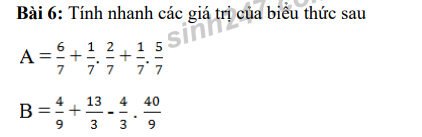 Bài 6: Tính nhanh các giá trị của biểu thức sau
A = 6/7 + 1/7 . 2/7 + 1/7 . 5/7
B = 4/9 + 13/3 - 4/3 . 40/9